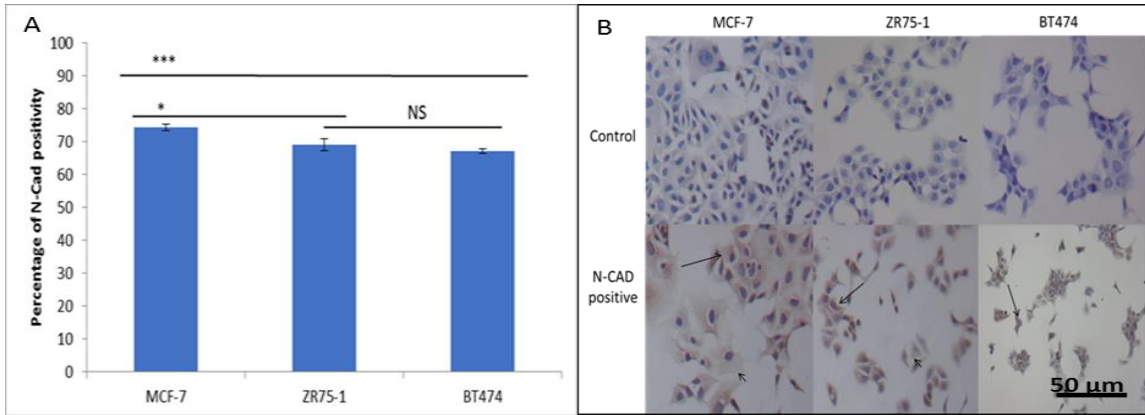 A
Percentage of N-Cad positivity
100
90
80
70
60
50
40
30
20
10
0
***
*
NS
MCF-7
ZR75-1
BT474
B
MCF-7
ZR75-1
BT474
Control
N-CAD
positive
50 µm